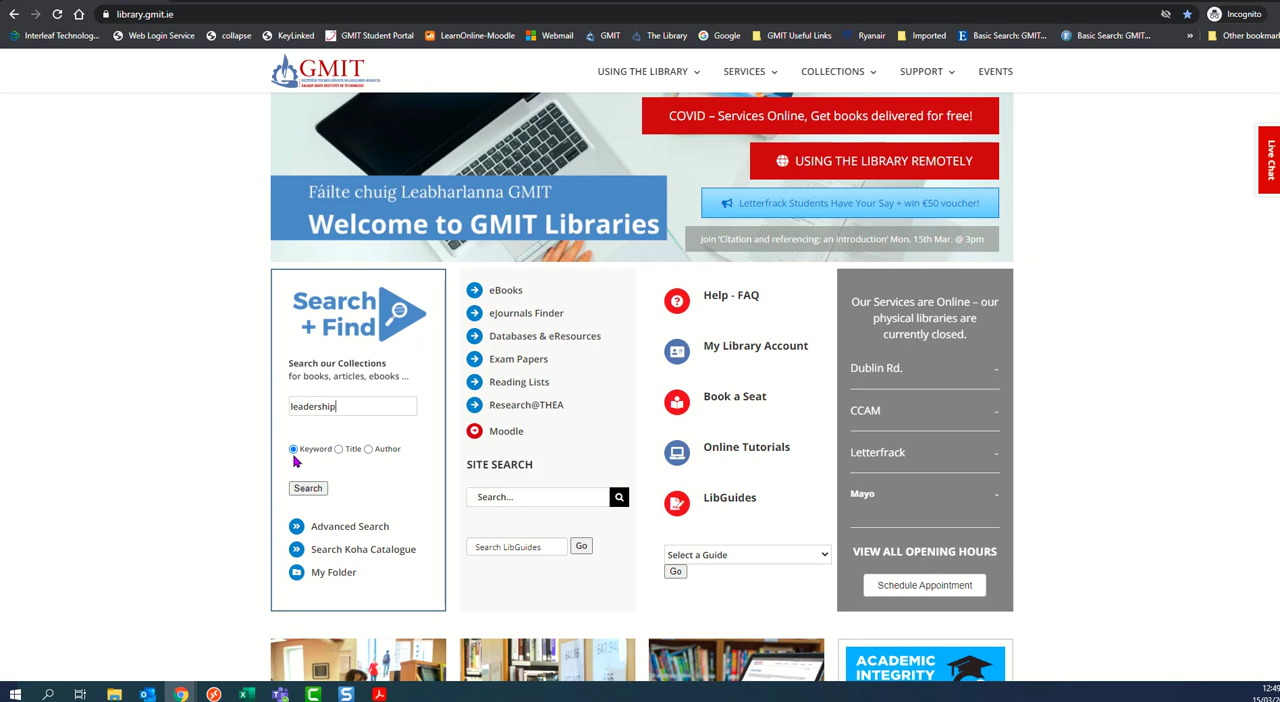 library.gmit.ie
Incognito
Interleaf Technolog...
Web Login Service
collapse
KeyLinked
GMIT Student Portal
LearnOnline-Moodle
Webmail
GMIT
The Library
Google
GMIT Useful Links
Ryanair
Imported
Basic Search: GMIT...
Basic Search: GMIT...
»
Other bookmar
GMIT
USING THE LIBRARY
SERVICES
COLLECTIONS
SUPPORT
EVENTS
COVID – Services Online, Get books delivered for free!
USING THE LIBRARY REMOTELY
Fáilte chuig Leabharlanna GMIT
Welcome to GMIT Libraries
Letterfrack Students Have Your Say + win €50 voucher!
Join ‘Citation and referencing: an introduction’ Mon. 15th Mar. @ 3pm
Live Chat
Search
+ Find
Search our Collections
for books, articles, ebooks ...
leadership
Keyword Title Author
Search
Advanced Search
Search Koha Catalogue
My Folder
eBooks
eJournals Finder
Databases & eResources
Exam Papers
Reading Lists
Research@THEA
Moodle
SITE SEARCH
Search...
Search LibGuides Go
Help - FAQ
My Library Account
Book a Seat
Online Tutorials
LibGuides
Select a Guide
Go
Our Services are Online – our
physical libraries are
currently closed.
Dublin Rd. -
CCAM -
Letterfrack -
Mayo -
VIEW ALL OPENING HOURS
Schedule Appointment
ACADEMIC
INTEGRITY
12:49